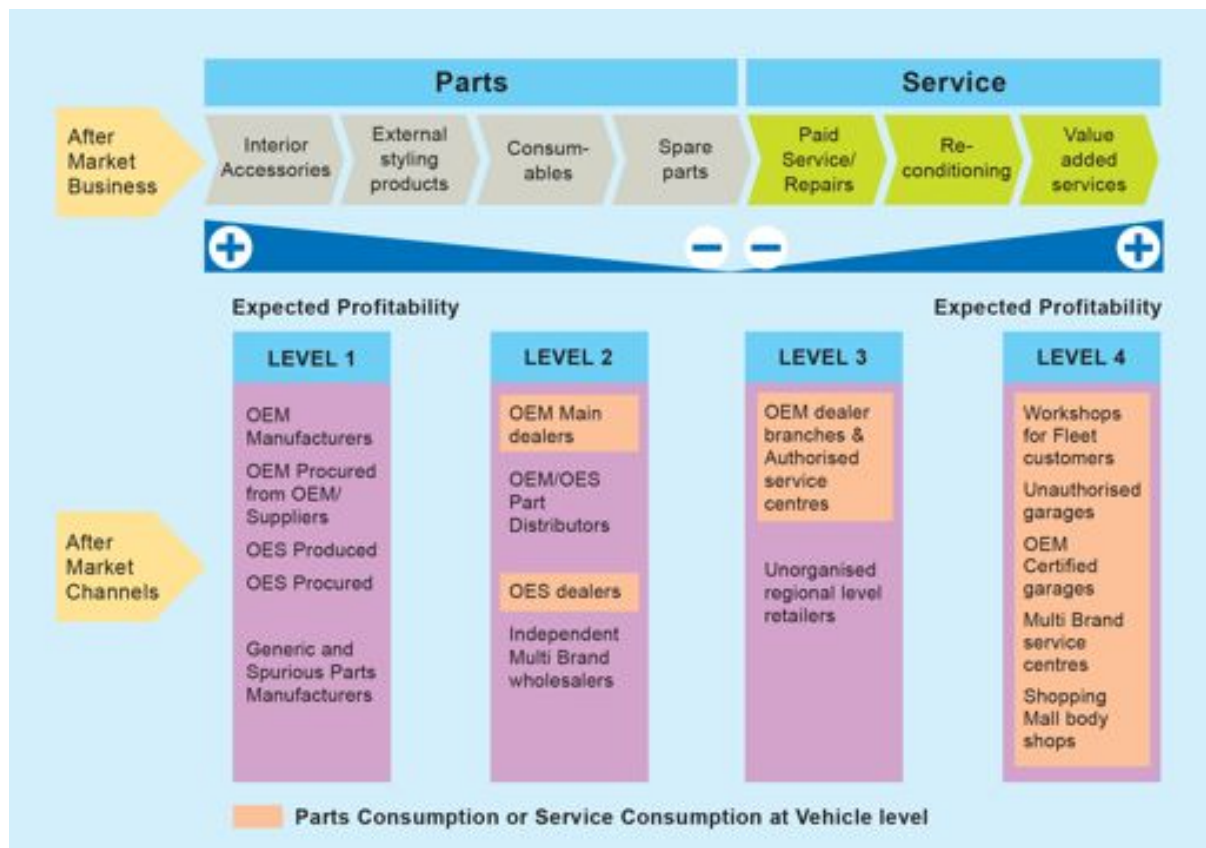 Parts
Service
After
Market
Business
Interior
Accessories
External
styling
products
Consum-
ables
Spare
parts
Paid
Service/
Repairs
Re-
conditioning
Value
added
services
+
−
−
+
Expected Profitability
Expected Profitability
After
Market
Channels
LEVEL 1
OEM
Manufacturers
OEM Procured
from OEM/
Suppliers
OES Produced
OES Procured
Generic and
Spurious Parts
Manufacturers
LEVEL 2
OEM Main
dealers
OEM/OES
Part
Distributors
OES dealers
Independent
Multi Brand
wholesalers
LEVEL 3
OEM dealer
branches &
Authorised
service
centres
Unorganised
regional level
retailers
LEVEL 4
Workshops
for Fleet
customers
Unauthorised
garages
OEM
Certified
garages
Multi Brand
service
centres
Shopping
Mall body
shops
Parts Consumption or Service Consumption at Vehicle level